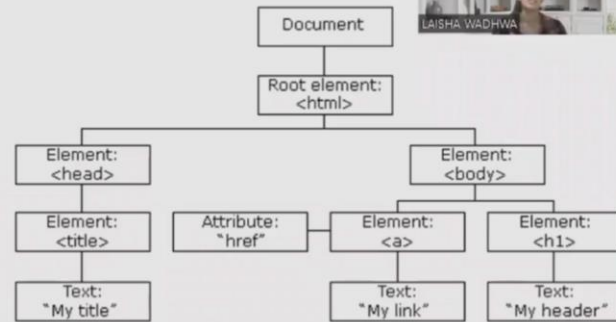 Document
LAISHA WADHWA
Root element:
<html>
Element:
<head>
Element:
<body>
Element:
<title>
Attribute:
"href"
Element:
<a>
Element:
<h1>
Text:
"My title"
Text:
"My link"
Text:
"My header"